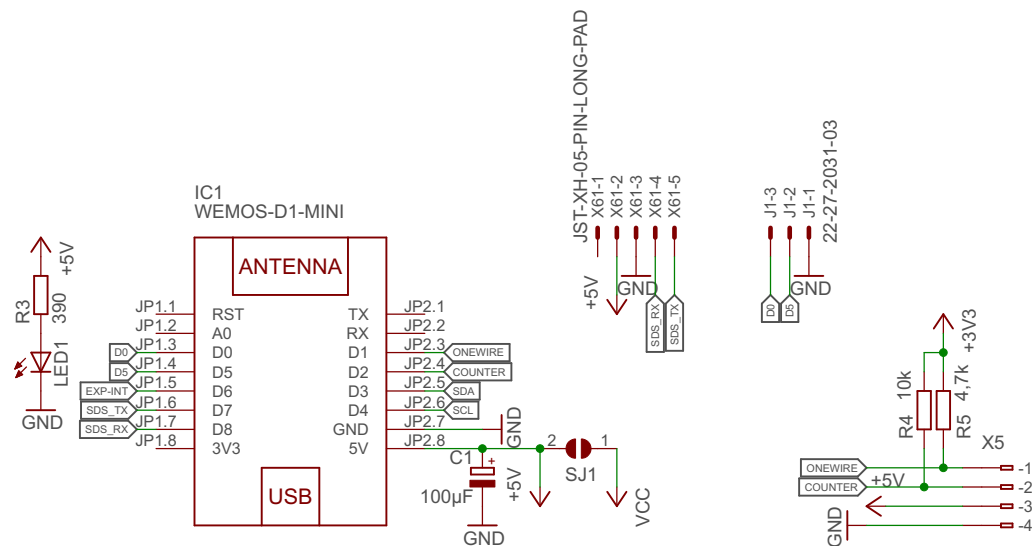 IC1
WEMOS-D1-MINI
ANTENNA
USB
JP1.1 RST
JP1.2 A0
D0 JP1.3 D0
D5 JP1.4 D5
EXP-INT JP1.5 D6
SDS_TX JP1.6 D7
SDS_RX JP1.7 D8
JP1.8 3V3
TX JP2.1
RX JP2.2
D1 JP2.3 ONEWIRE
D2 JP2.4 COUNTER
D3 JP2.5 SDA
D4 JP2.6 SCL
GND JP2.7 GND
5V JP2.8
+5V
R3
390
LED1
GND
C1
+
100µF
GND
+5V
2 1
SJ1
VCC
JST-XH-05-PIN-LONG-PAD
X61-1
X61-2
X61-3
X61-4
X61-5
+5V
GND
SDS_RX
SDS_TX
J1-3
J1-2
J1-1
22-27-2031-03
D0
D5
GND
+3V3
R4
10k
R5
4,7k
X5
ONEWIRE -1
COUNTER +5V -2
-3
GND -4